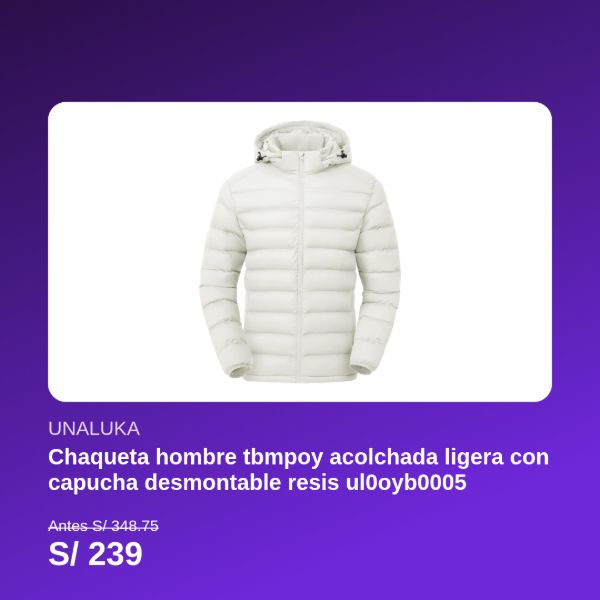 UNALUKA
Chaqueta hombre tbmpoy acolchada ligera con
capucha desmontable resis ul0oyb0005
Antes S/ 348.75
S/ 239